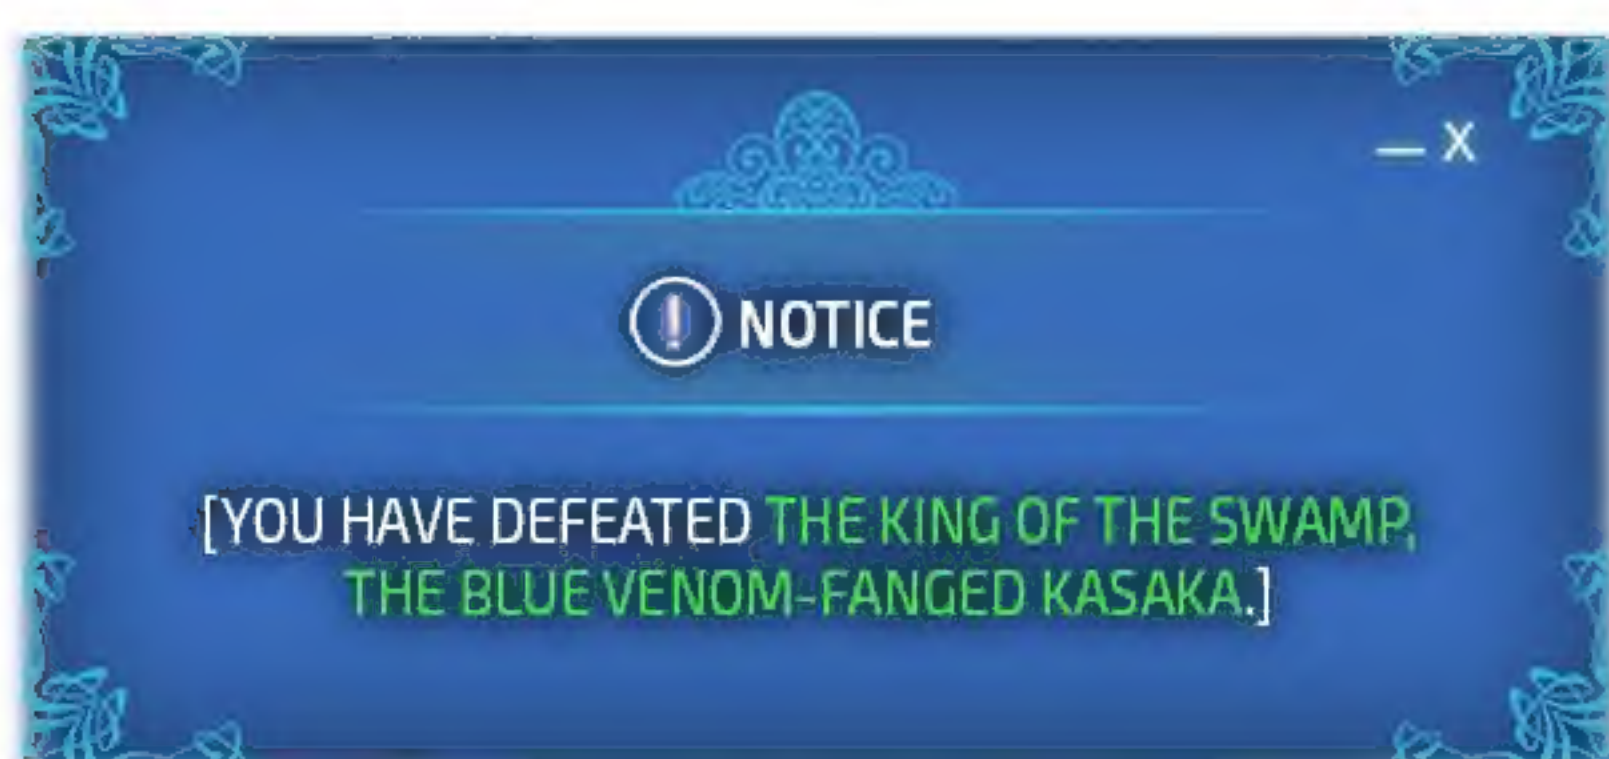 — X
! NOTICE
[YOU HAVE DEFEATED THE KING OF THE SWAMP,
THE BLUE VENOM-FANGED KASAKA.]